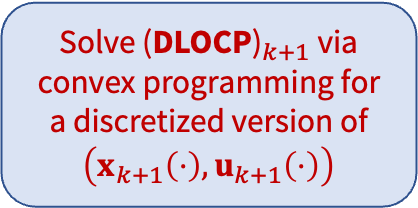 Solve (DLOCP)ₖ₊₁ via
convex programming for
a discretized version of
(𝐱ₖ₊₁(·), 𝐮ₖ₊₁(·))